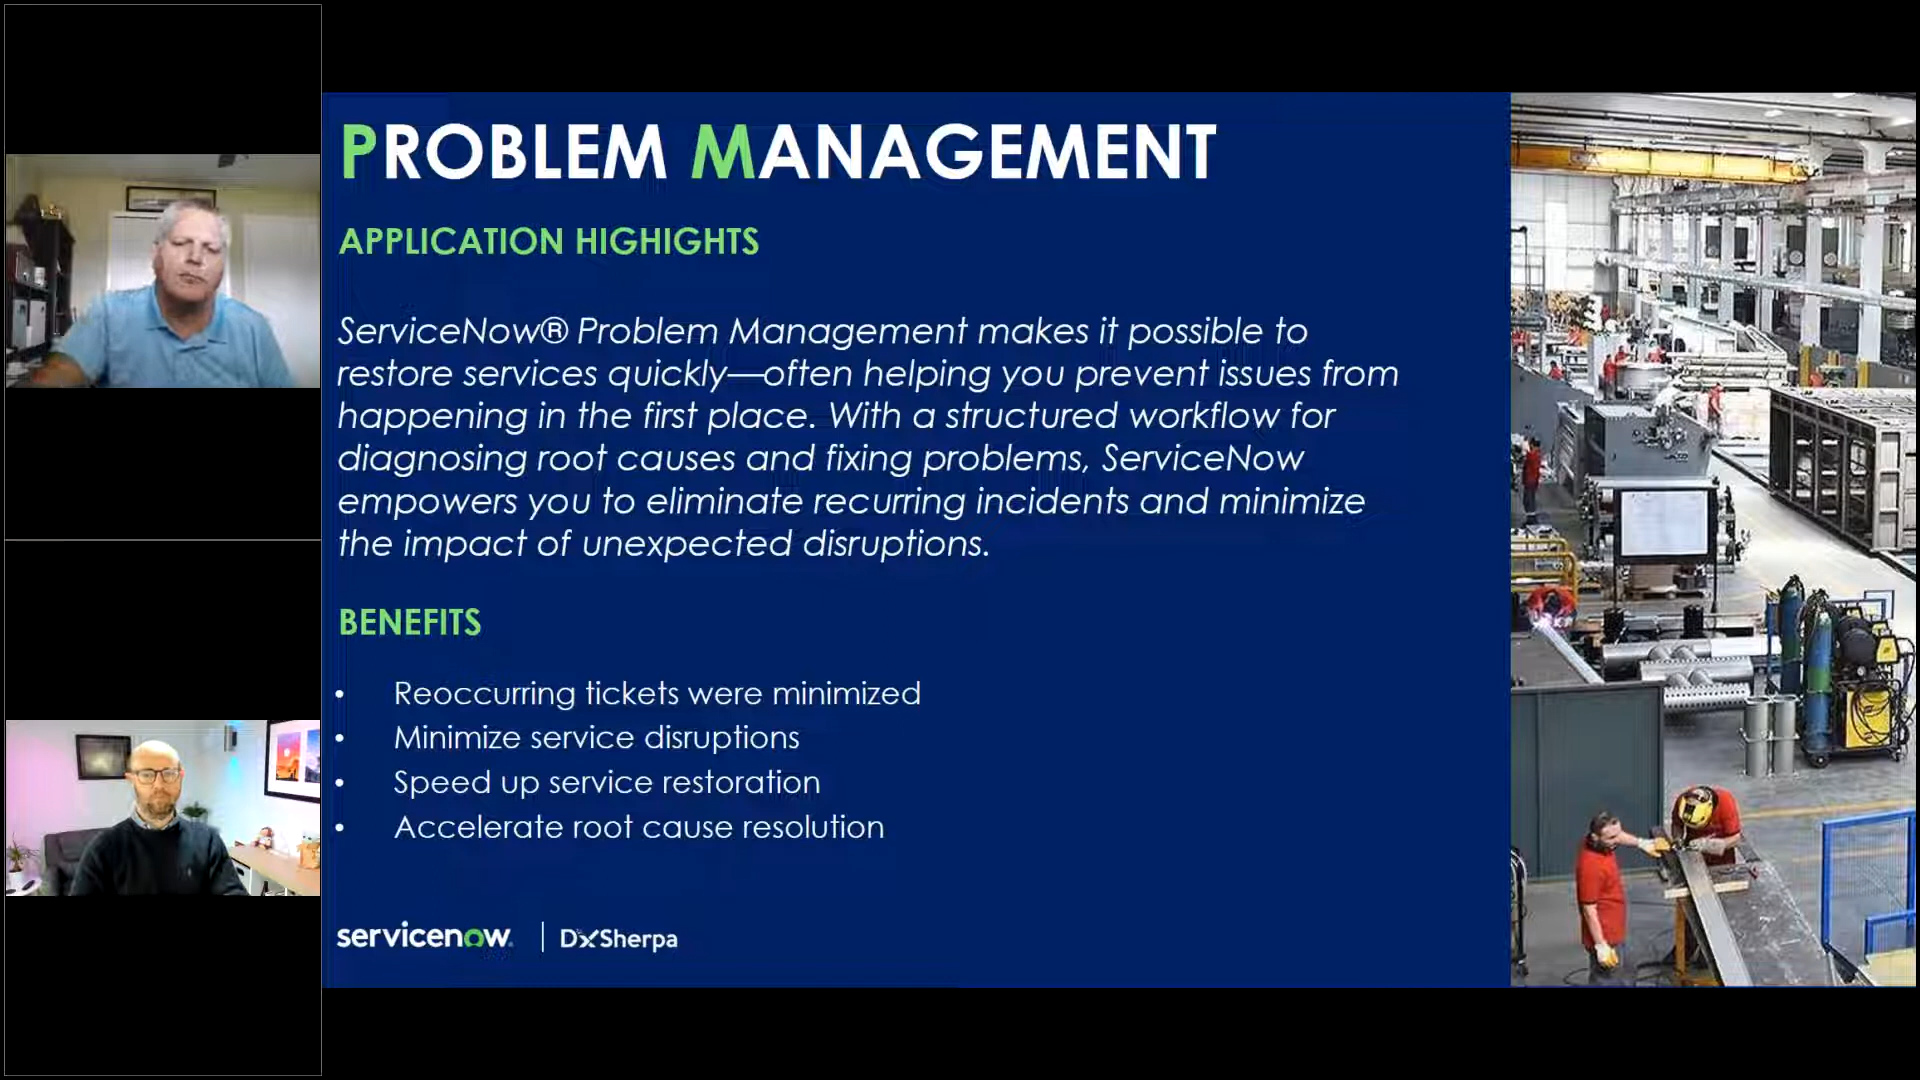 PROBLEM MANAGEMENT
APPLICATION HIGHIGHTS
ServiceNow® Problem Management makes it possible to
restore services quickly—often helping you prevent issues from
happening in the first place. With a structured workflow for
diagnosing root causes and fixing problems, ServiceNow
empowers you to eliminate recurring incidents and minimize
the impact of unexpected disruptions.
BENEFITS
• Reoccurring tickets were minimized
• Minimize service disruptions
• Speed up service restoration
• Accelerate root cause resolution
servicenow. | DxSherpa